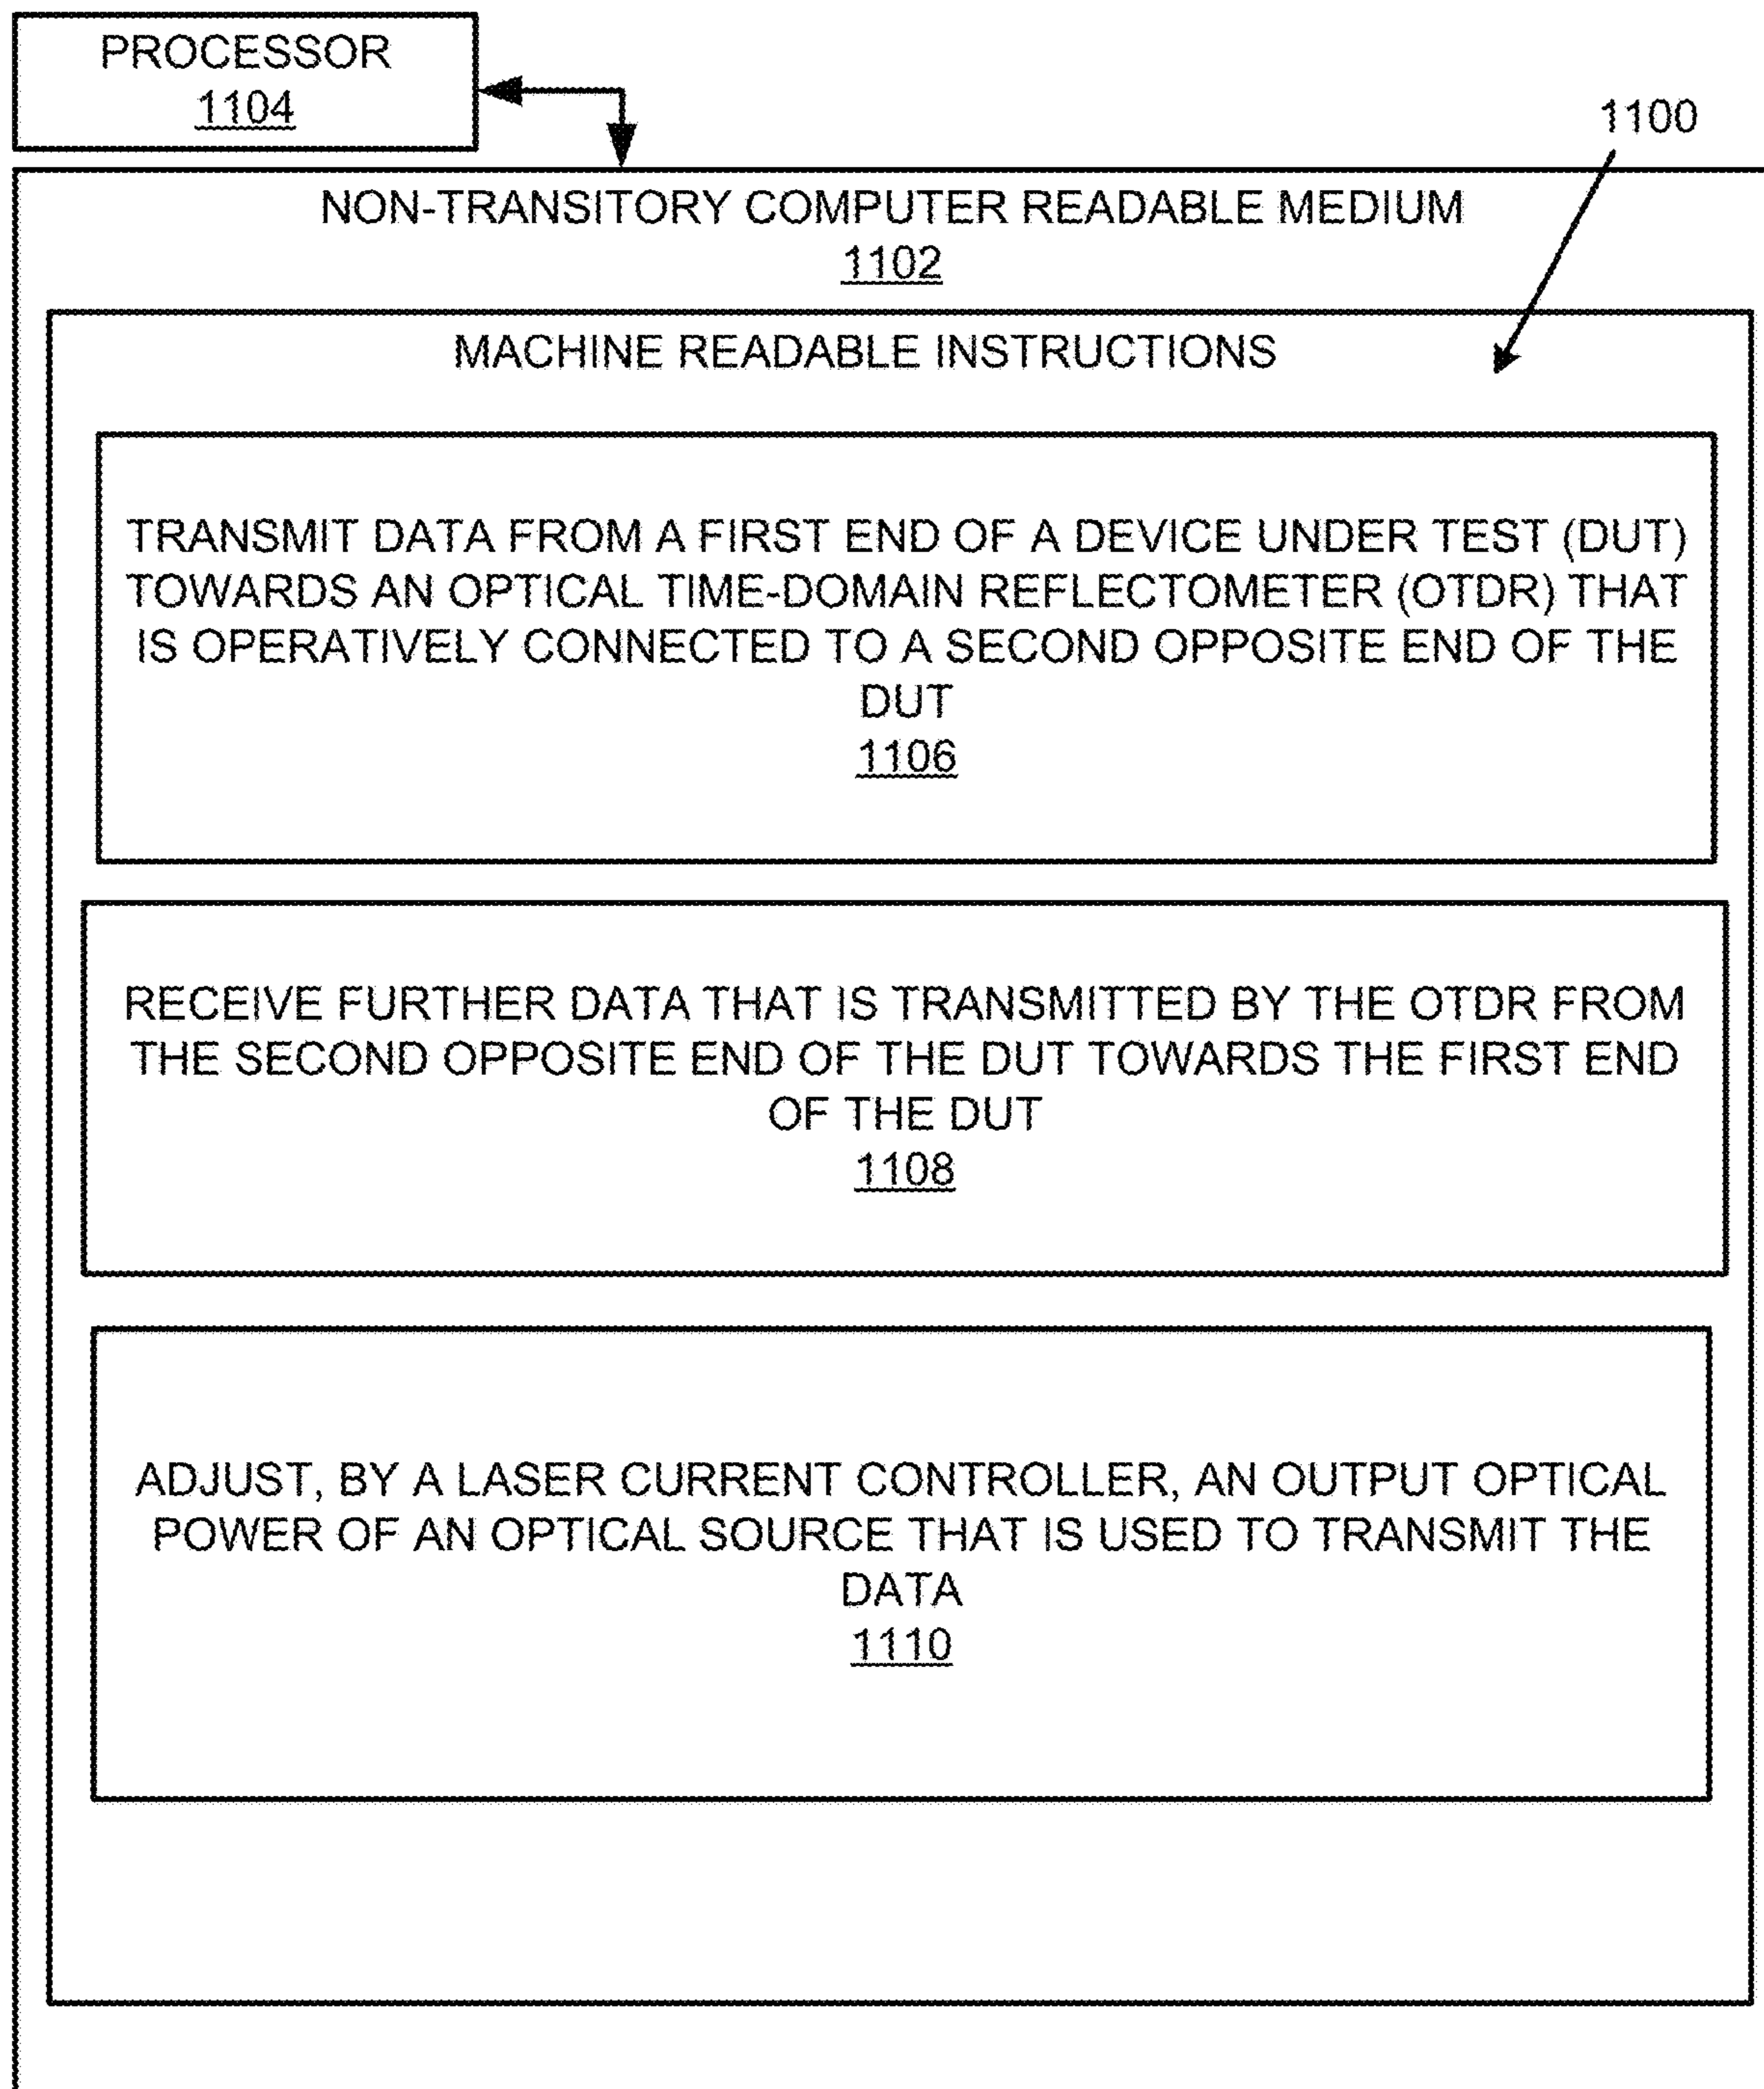 PROCESSOR
1104
1100
NON-TRANSITORY COMPUTER READABLE MEDIUM
1102
MACHINE READABLE INSTRUCTIONS
TRANSMIT DATA FROM A FIRST END OF A DEVICE UNDER TEST (DUT)
TOWARDS AN OPTICAL TIME-DOMAIN REFLECTOMETER (OTDR) THAT
IS OPERATIVELY CONNECTED TO A SECOND OPPOSITE END OF THE
DUT
1106
RECEIVE FURTHER DATA THAT IS TRANSMITTED BY THE OTDR FROM
THE SECOND OPPOSITE END OF THE DUT TOWARDS THE FIRST END
OF THE DUT
1108
ADJUST, BY A LASER CURRENT CONTROLLER, AN OUTPUT OPTICAL
POWER OF AN OPTICAL SOURCE THAT IS USED TO TRANSMIT THE
DATA
1110